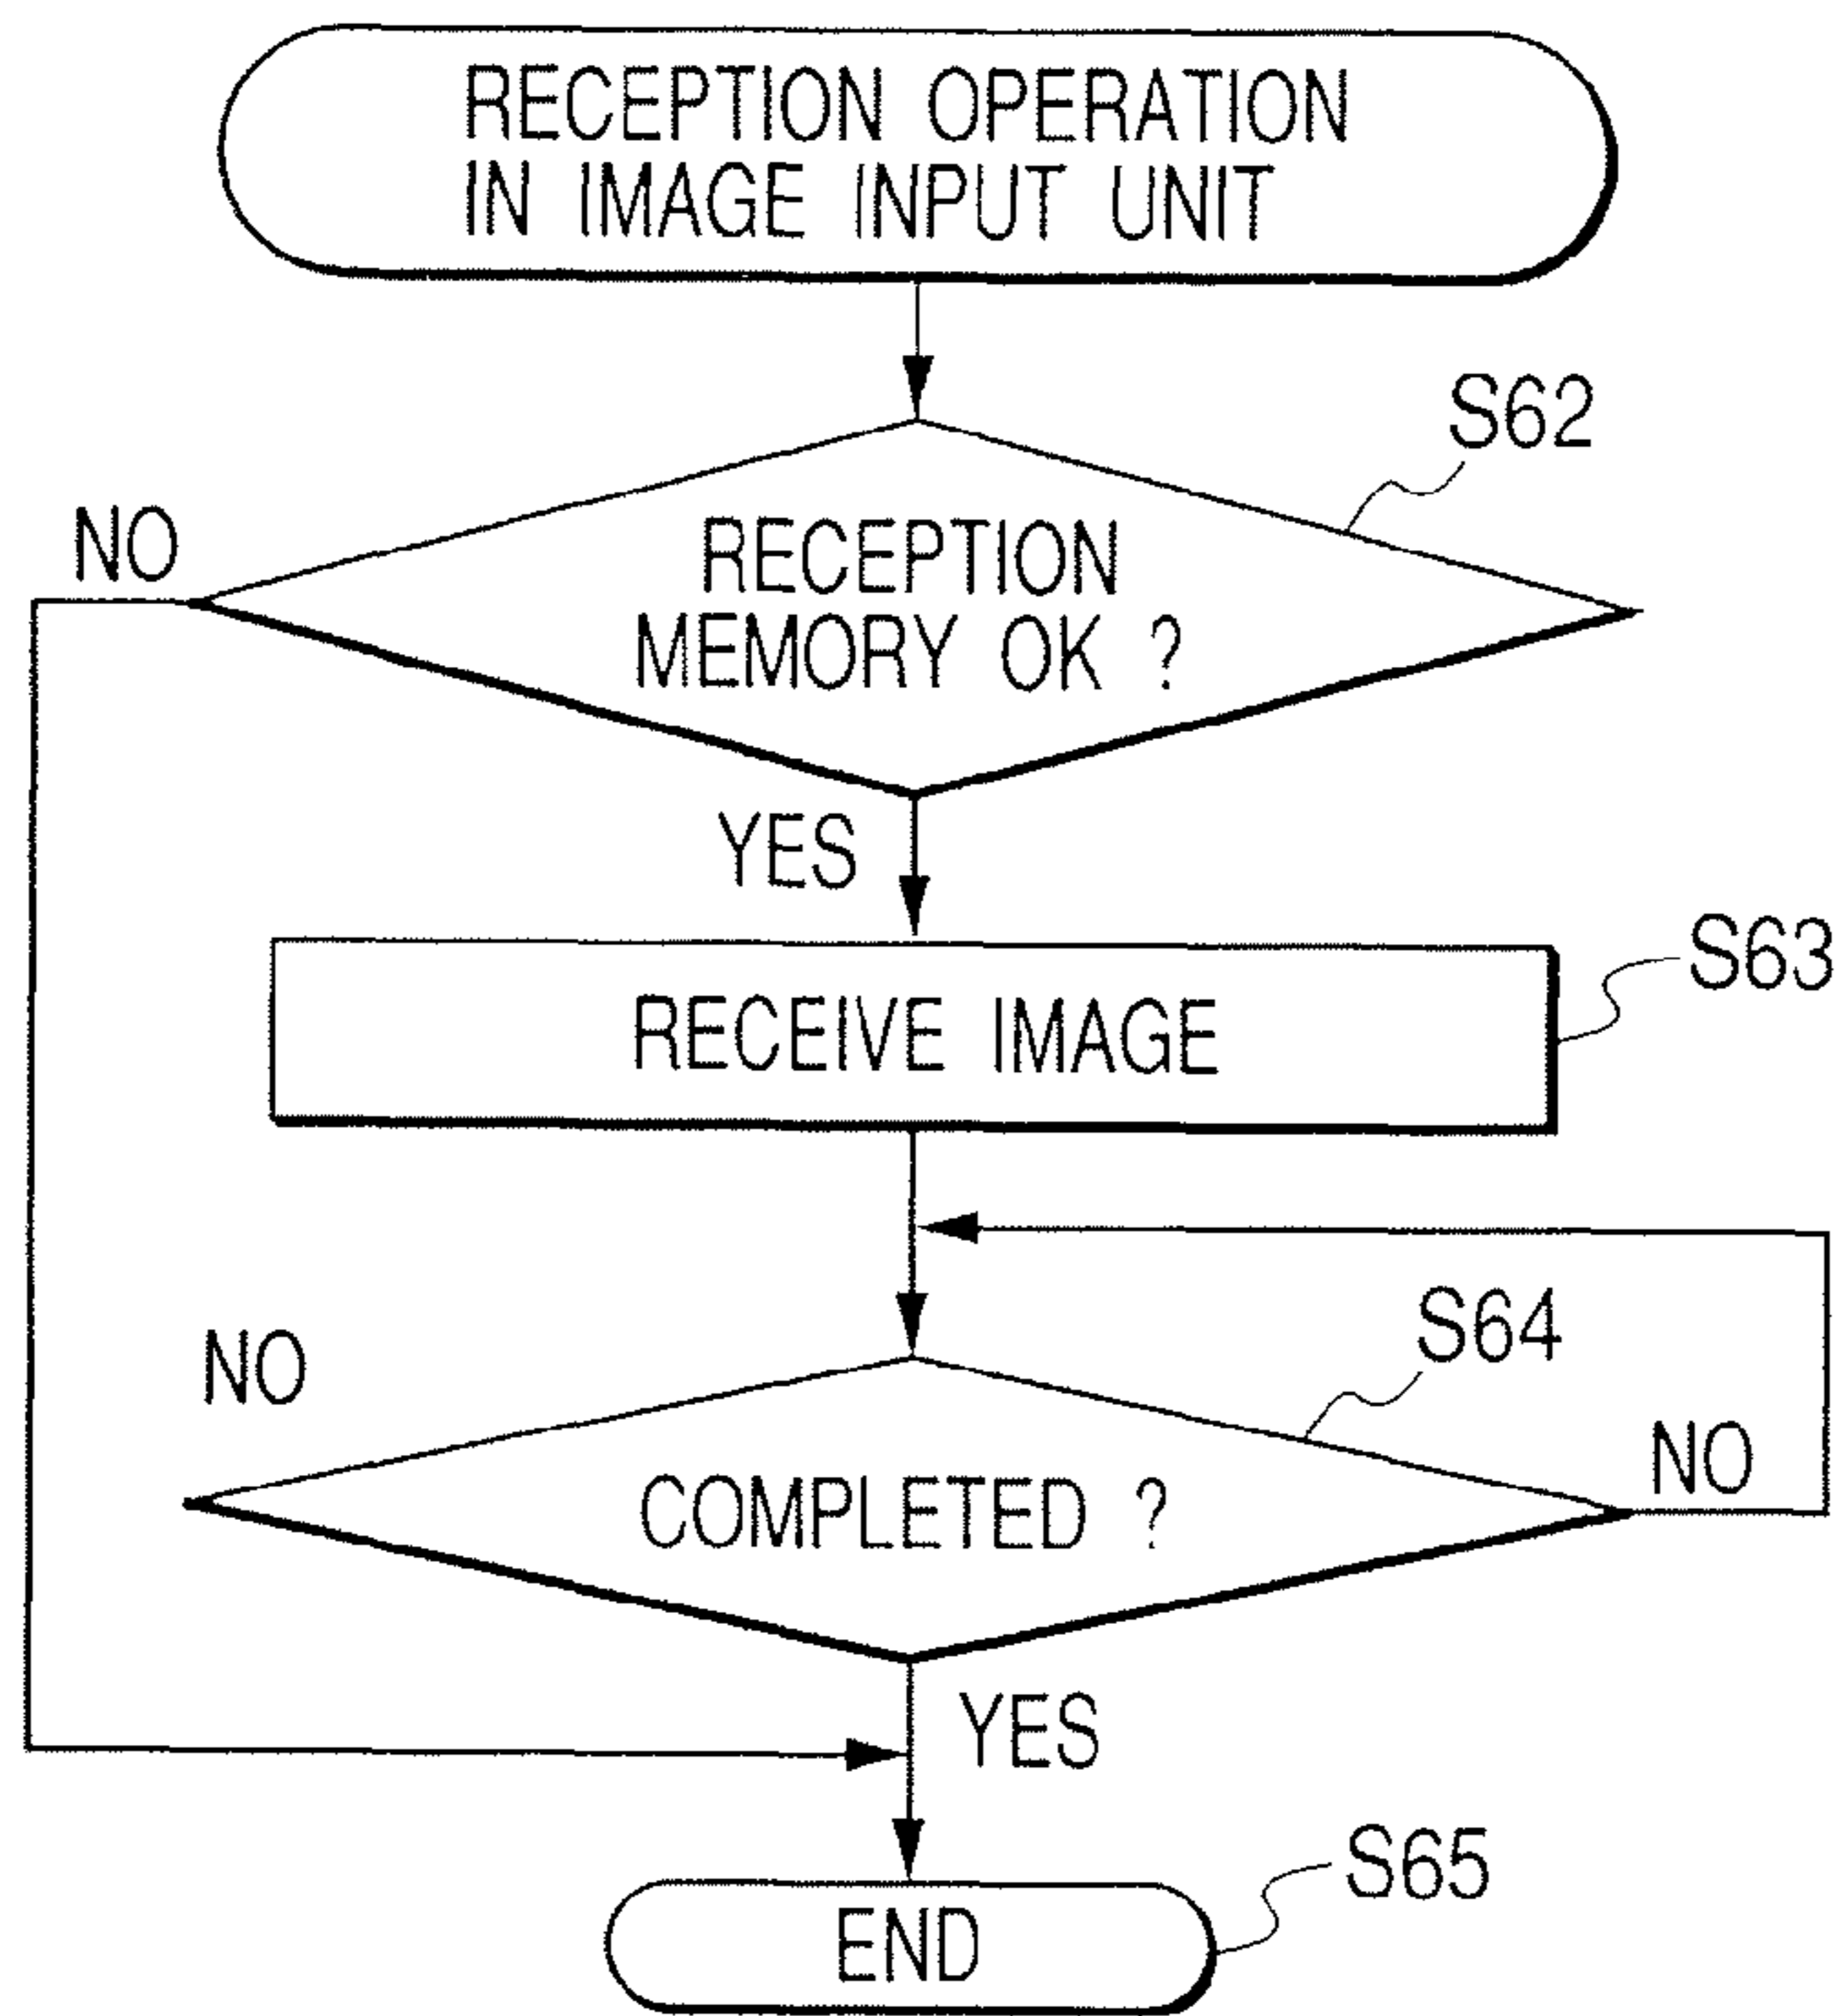 RECEPTION OPERATION
IN IMAGE INPUT UNIT
S62
NO
RECEPTION
MEMORY OK ?
YES
S63
RECEIVE IMAGE
S64
NO
NO
COMPLETED ?
YES
S65
END